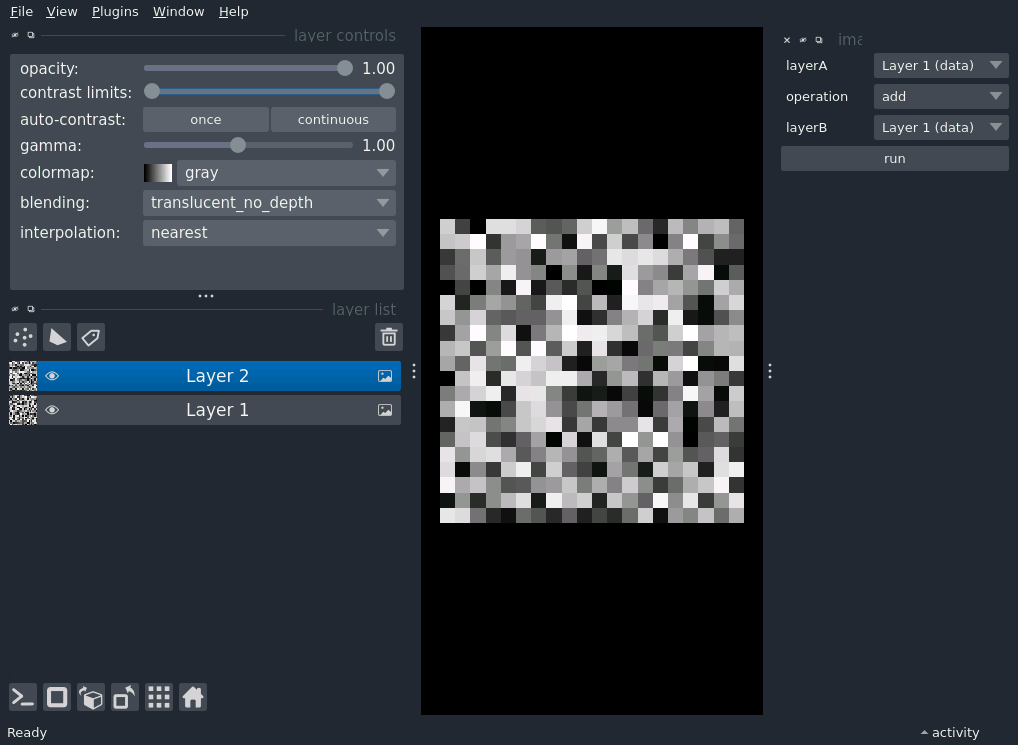 File View Plugins Window Help
layer controls
opacity: 1.00
contrast limits:
auto-contrast: once continuous
gamma: 1.00
colormap: gray
blending: translucent_no_depth
interpolation: nearest
layer list
Layer 2
Layer 1
Ready
ima
layerA Layer 1 (data)
operation add
layerB Layer 1 (data)
run
activity